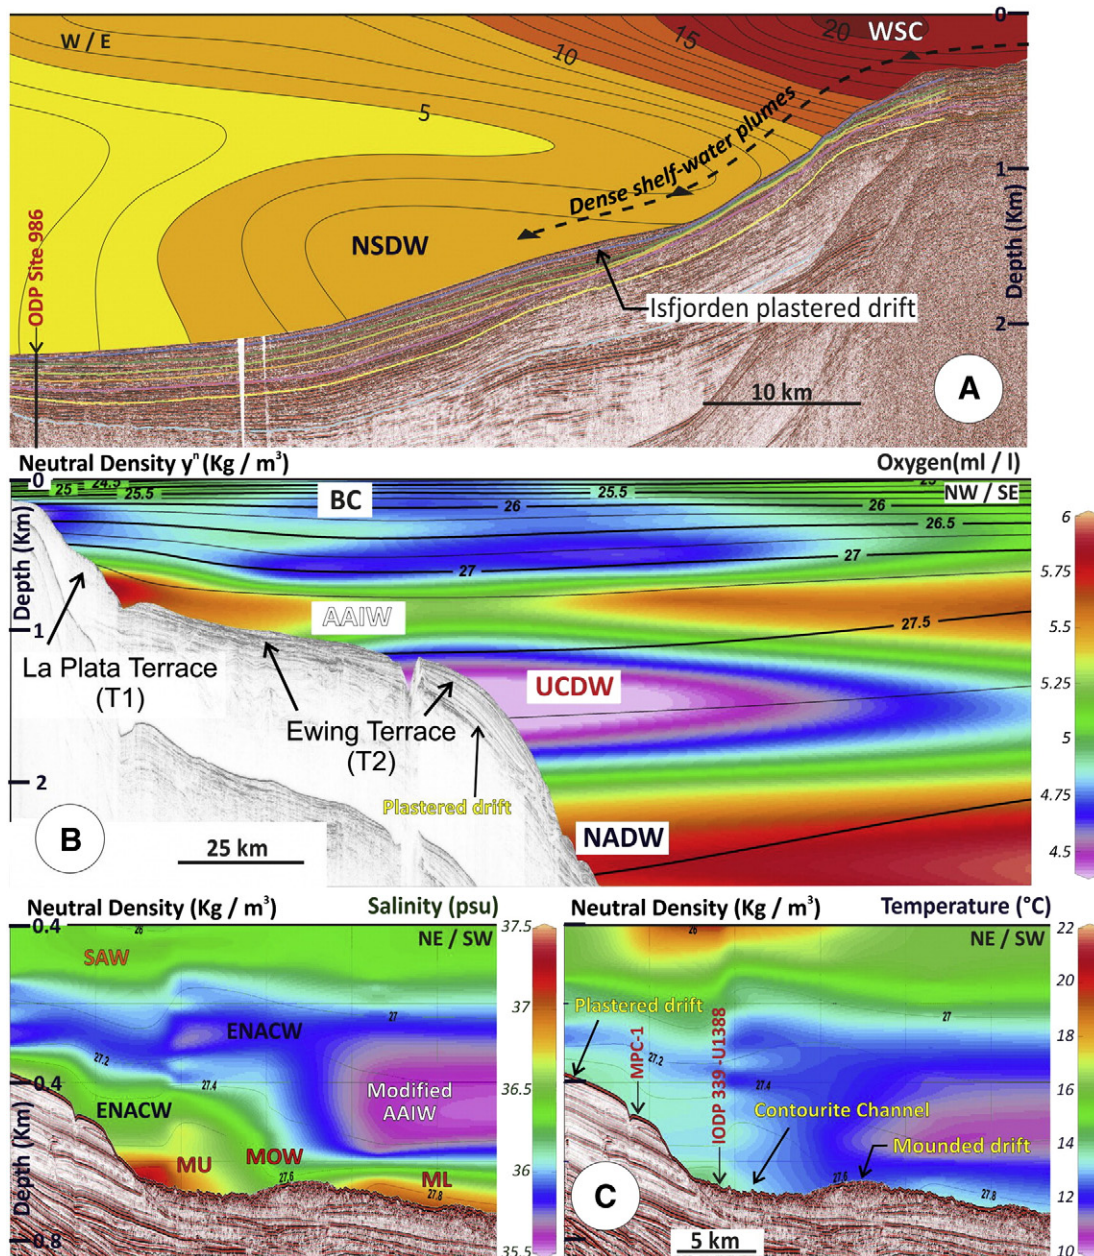 W / E
5
10
15
20
WSC
0
Dense shelf-water plumes
1
Depth (Km)
NSDW
ODP Site 986
Isfjorden plastered drift
2
10 km
A
Neutral Density yⁿ (Kg / m³)
Oxygen(ml / l)
0
25
24.5
25.5
BC
26
25.5
25
NW / SE
26.5
27
27
6
5.75
5.5
5.25
5
4.75
4.5
Depth (Km)
AAIW
27.5
1
La Plata Terrace
(T1)
UCDW
Ewing Terrace
(T2)
2
Plastered drift
NADW
B
25 km
Neutral Density (Kg / m³)
Salinity (psu)
0.4
26
NE / SW
SAW
ENACW
27
27.2
27.4
0.4
Modified
AAIW
ENACW
MU
MOW
ML
27.6
27.8
Depth (Km)
0.8
37.5
37
36.5
36
35.5
Neutral Density (Kg / m³)
Temperature (°C)
26
NE / SW
Plastered drift
27
MPC-1
27.2
27.4
IODP 339 -U1388
Contourite Channel
Mounded drift
27.6
27.8
C
5 km
22
20
18
16
14
12
10